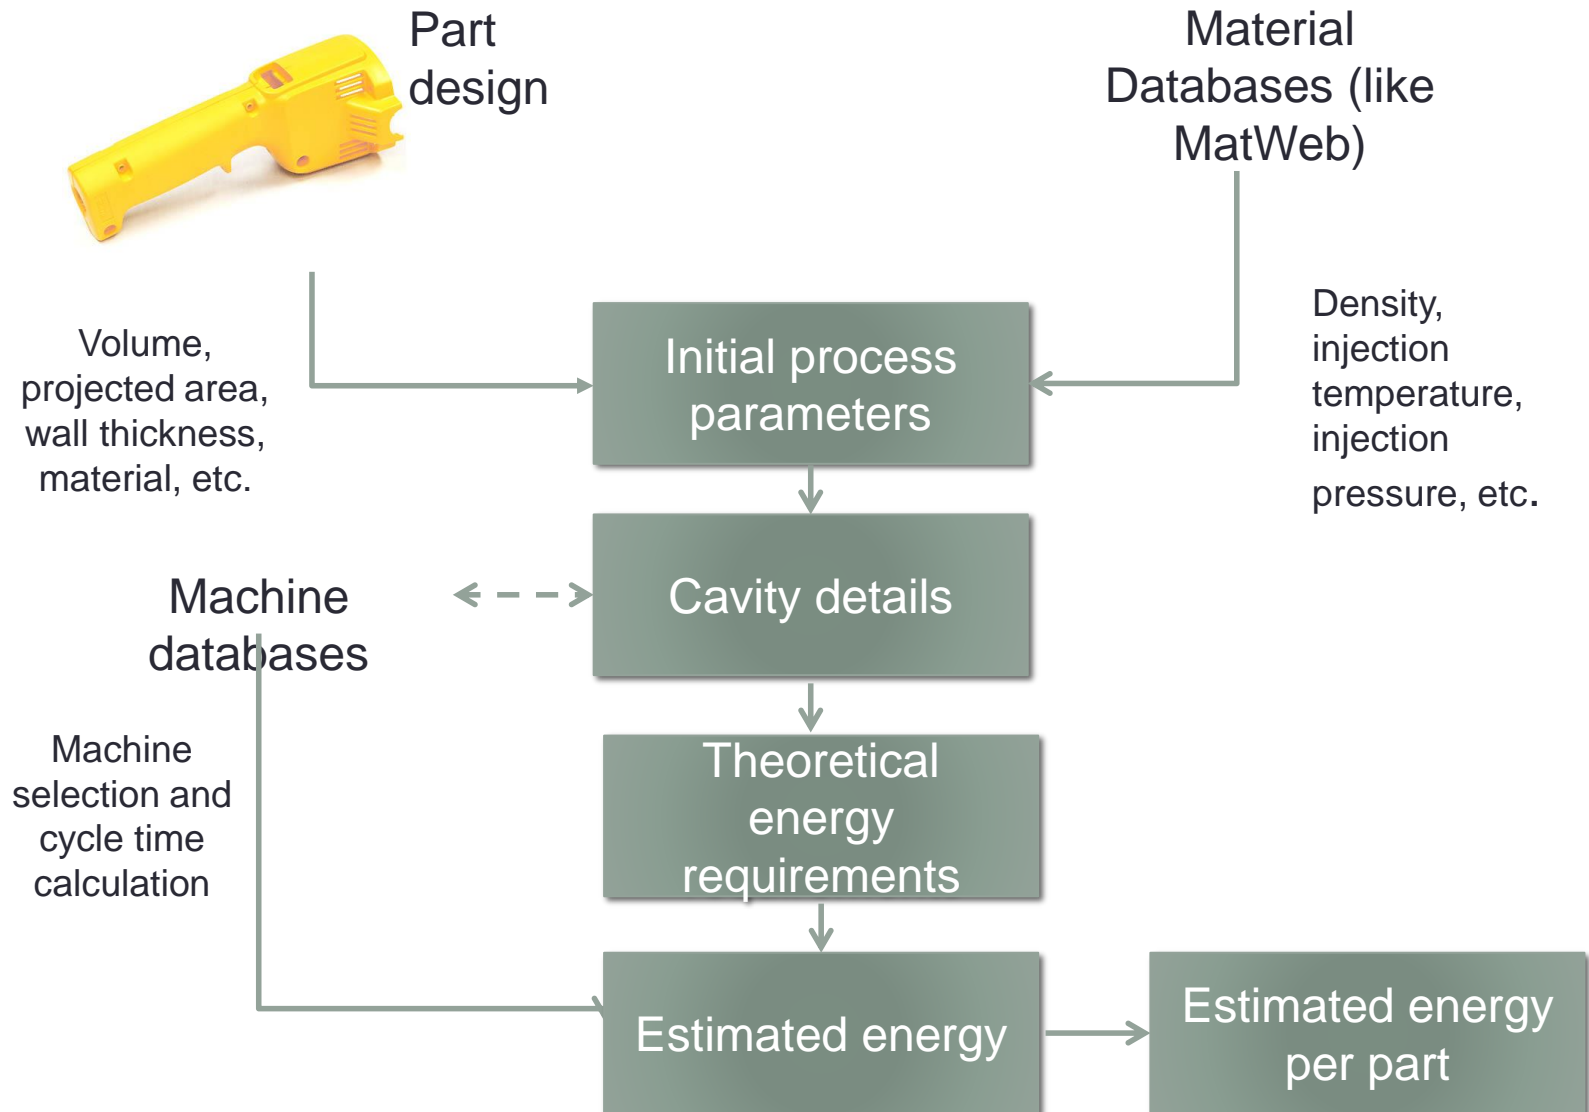 Part
design
Material
Databases (like
MatWeb)
Volume,
projected area,
wall thickness,
material, etc.
Initial process
parameters
Density,
injection
temperature,
injection
pressure, etc.
Machine
databases
Cavity details
Machine
selection and
cycle time
calculation
Theoretical
energy
requirements
Estimated energy
Estimated energy
per part